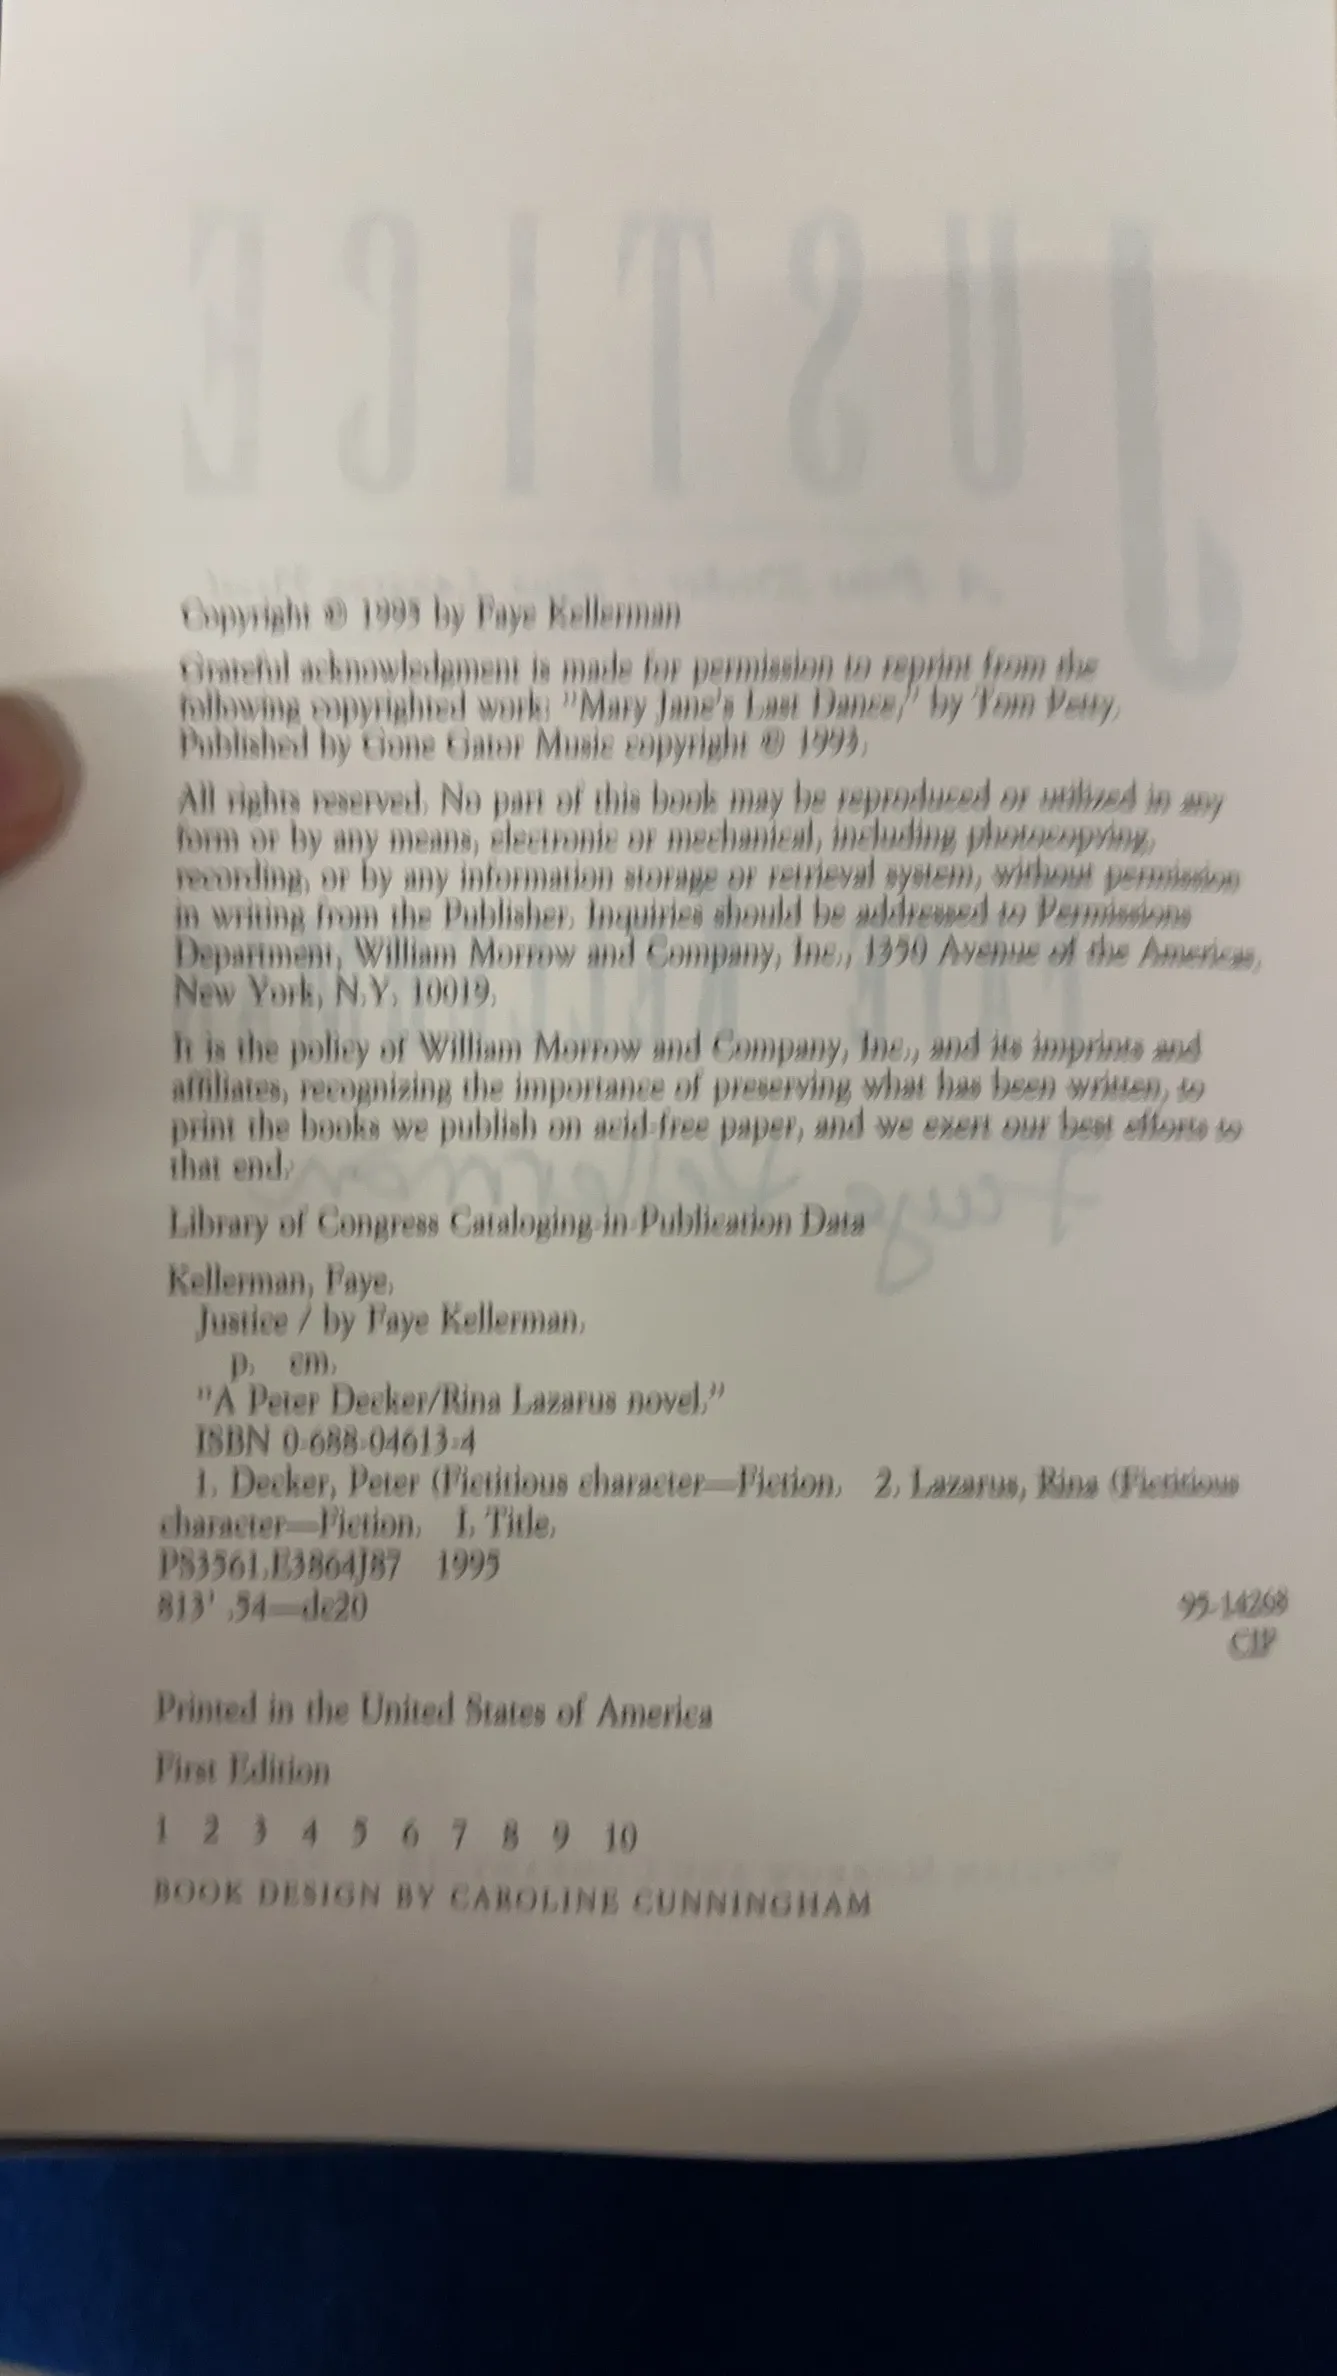 JUSTICE
Copyright © 1995 by Faye Kellerman
Grateful acknowledgment is made for permission to reprint from the
following copyrighted work: "Mary Jane's Last Dance," by Tom Petty.
Published by Gone Gator Music copyright © 1993.
All rights reserved. No part of this book may be reproduced or utilized in any
form or by any means, electronic or mechanical, including photocopying,
recording, or by any information storage or retrieval system, without permission
in writing from the Publisher. Inquiries should be addressed to Permissions
Department, William Morrow and Company, Inc., 1350 Avenue of the Americas,
New York, N.Y. 10019.
It is the policy of William Morrow and Company, Inc., and its imprints and
affiliates, recognizing the importance of preserving what has been written, to
print the books we publish on acid-free paper, and we exert our best efforts to
that end.
Faye Kellerman
Library of Congress Cataloging-in-Publication Data
Kellerman, Faye.
Justice / by Faye Kellerman.
p. cm.
"A Peter Decker/Rina Lazarus novel."
ISBN 0-688-04613-4
1. Decker, Peter (Fictitious character—Fiction. 2. Lazarus, Rina (Fictitious
character—Fiction. I. Title.
PS3561.E3864J87 1995
813' .54—dc20 95-14268
CIP
Printed in the United States of America
First Edition
1 2 3 4 5 6 7 8 9 10
BOOK DESIGN BY CAROLINE CUNNINGHAM